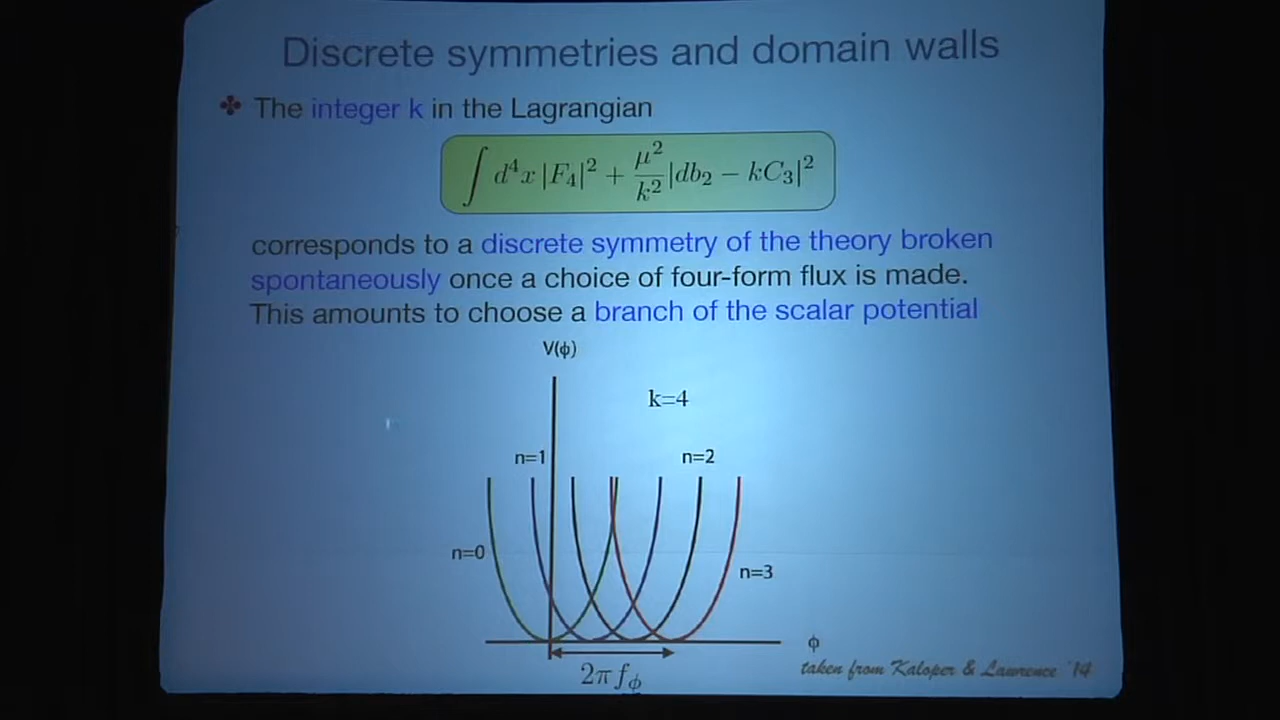 Discrete symmetries and domain walls
The integer k in the Lagrangian
∫ d⁴x |F₄|² + μ²/k² |db₂ − kC₃|²
corresponds to a discrete symmetry of the theory broken
spontaneously once a choice of four-form flux is made.
This amounts to choose a branch of the scalar potential
V(ϕ)
k=4
n=1
n=2
n=0
n=3
ϕ
2πf_ϕ
taken from Kaloper & Lawrence '14